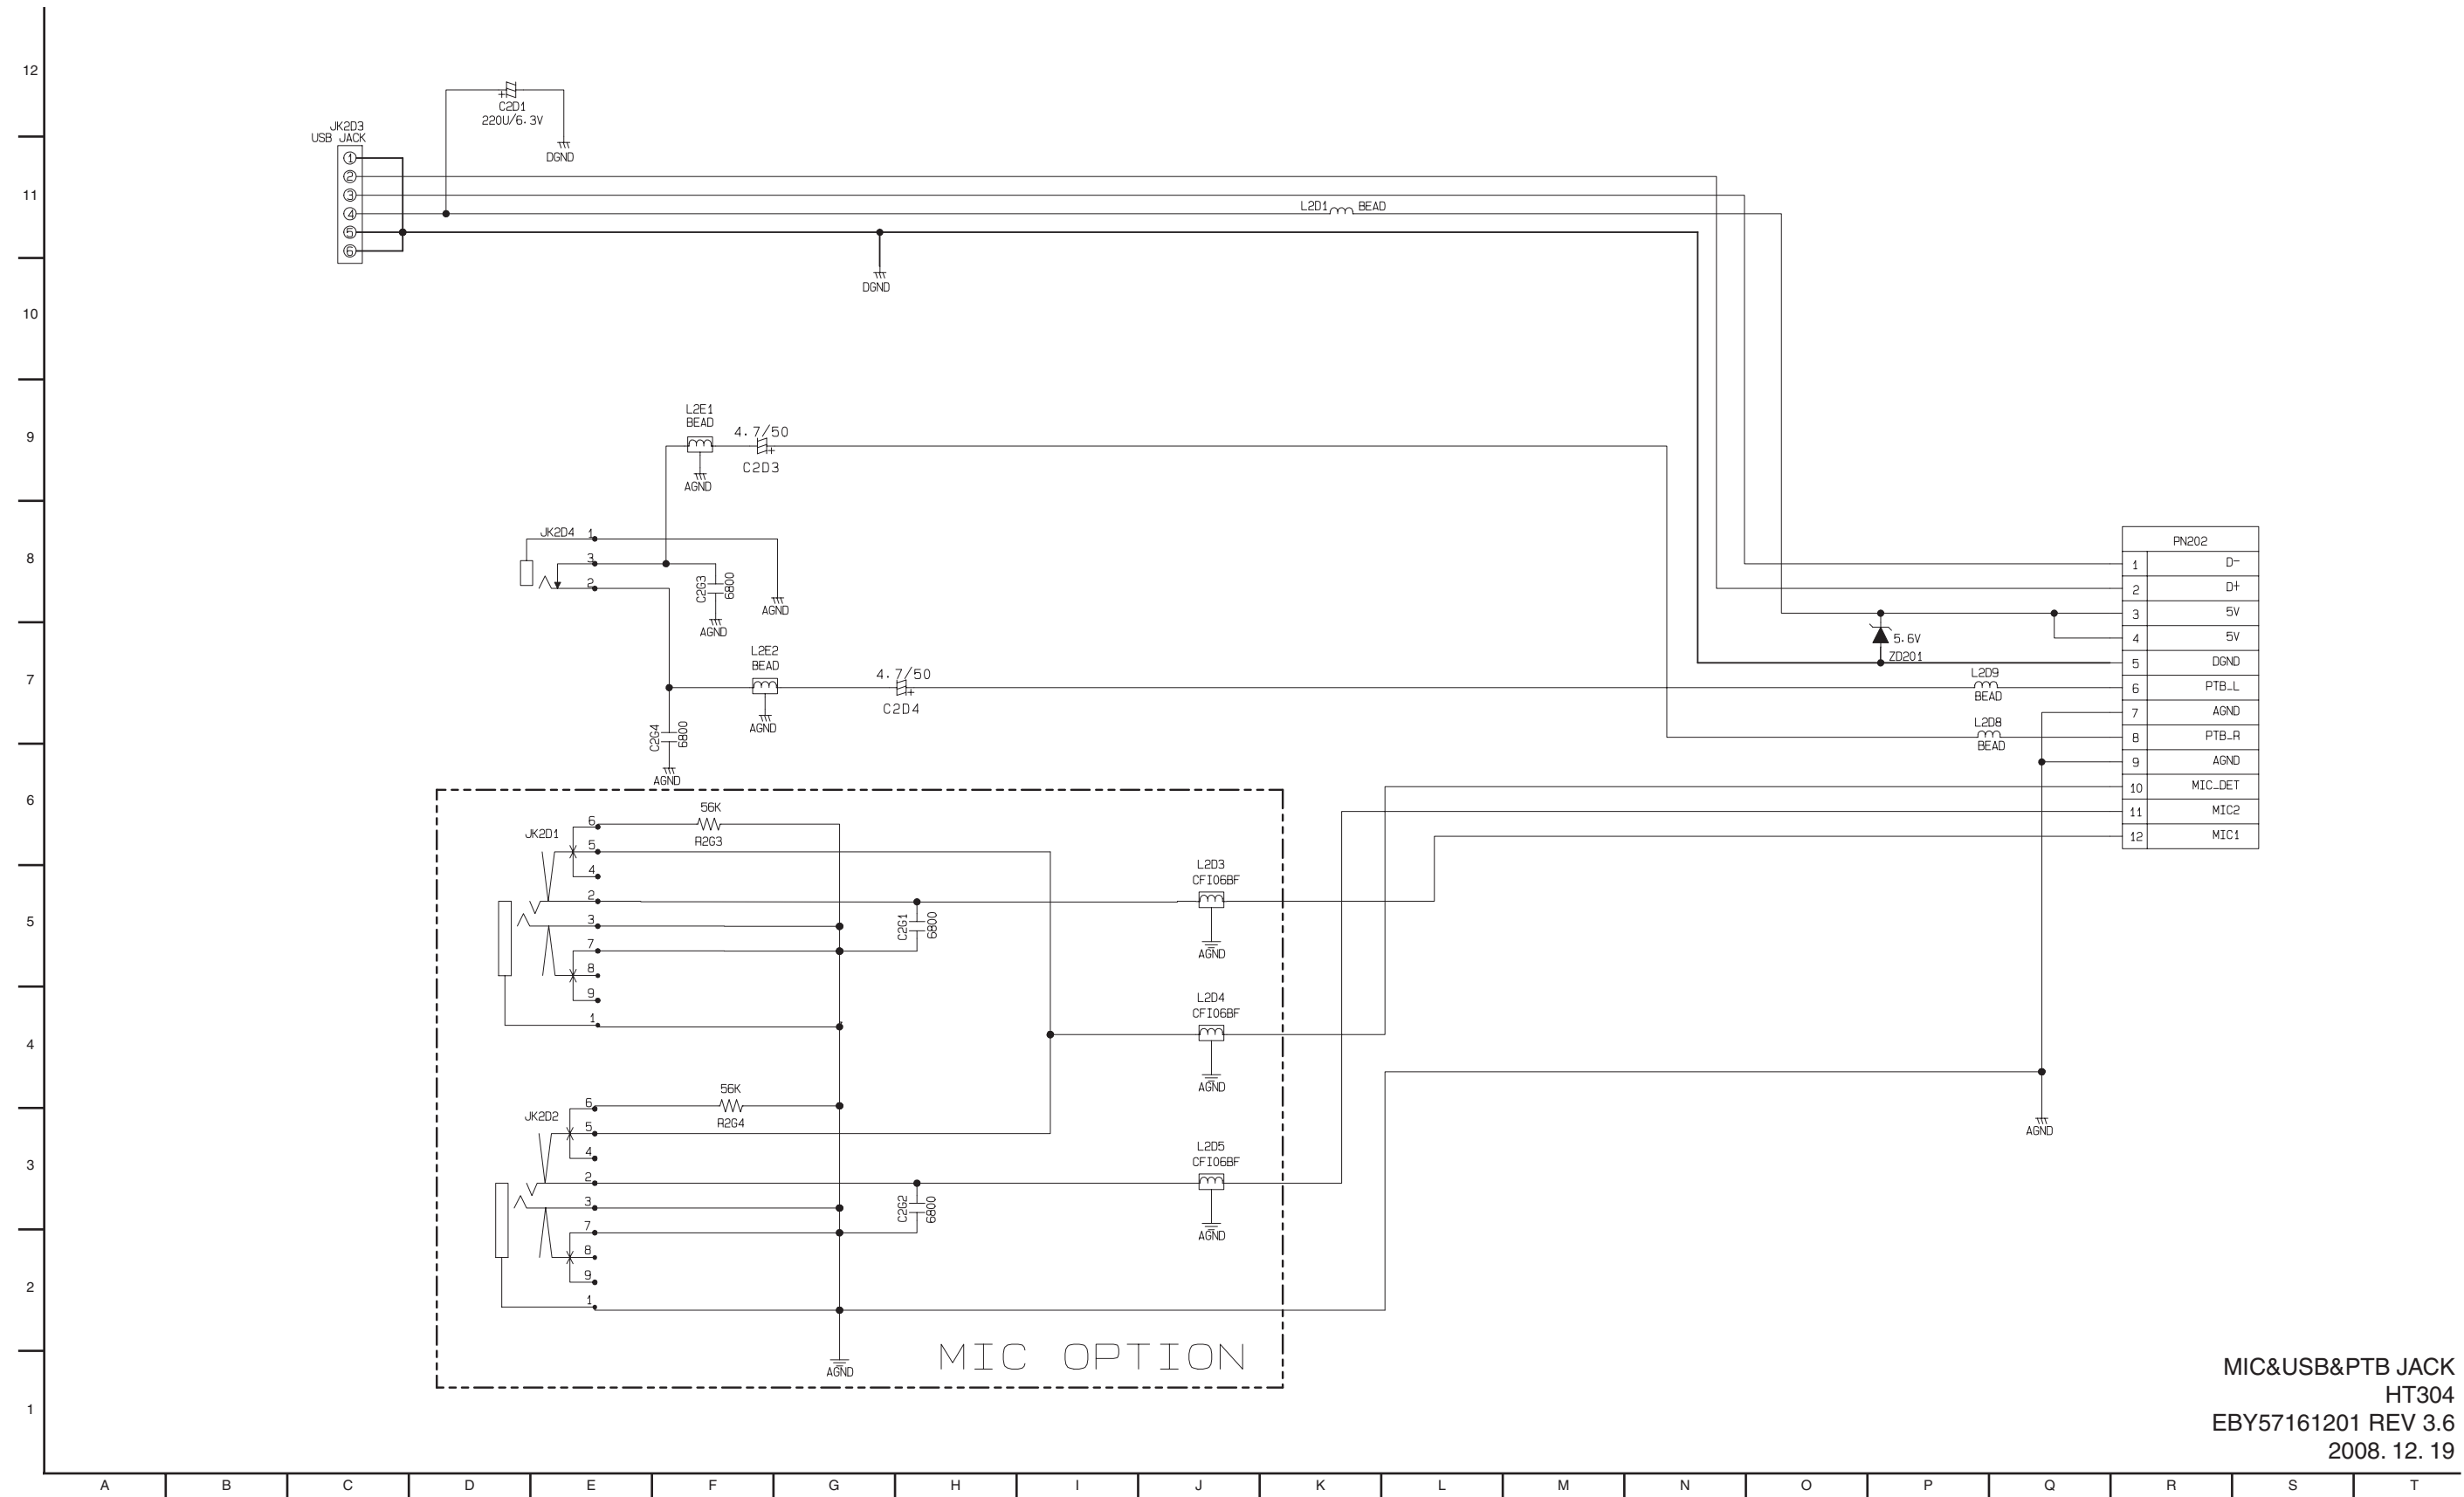 12
C2D1
220U/6.3V
JK2D3
USB JACK
DGND
1
2
3
4
5
6
11
L2D1 BEAD
DGND
10
L2E1
BEAD
9
4.7/50
C2D3
AGND
JK2D4
1
3
2
8
C2G3
6800
AGND
AGND
L2E2
BEAD
7
4.7/50
C2D4
AGND
C2G4
6800
AGND
5.6V
ZD201
L2D9
BEAD
L2D8
BEAD
PN202
1 D-
2 D+
3 5V
4 5V
5 DGND
6 PTB_L
7 AGND
8 PTB_R
9 AGND
10 MIC_DET
11 MIC2
12 MIC1
6
56K
R2G3
JK2D1
6
5
4
2
3
7
8
9
1
5
C2G1
6800
L2D3
CFI06BF
AGND
L2D4
CFI06BF
AGND
4
56K
R2G4
JK2D2
6
5
4
2
3
7
8
9
1
3
C2G2
6800
L2D5
CFI06BF
AGND
AGND
2
AGND
MIC OPTION
1
MIC&USB&PTB JACK
HT304
EBY57161201 REV 3.6
2008. 12. 19
A B C D E F G H I J K L M N O P Q R S T